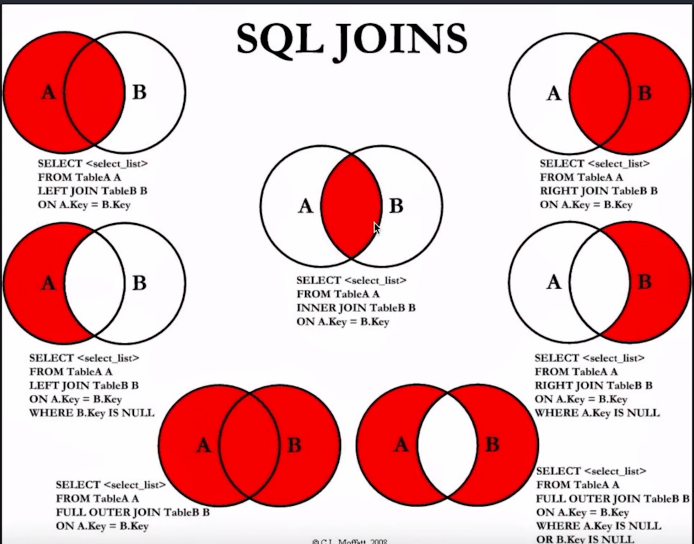 SQL JOINS
A B
SELECT <select_list>
FROM TableA A
LEFT JOIN TableB B
ON A.Key = B.Key
A B
SELECT <select_list>
FROM TableA A
RIGHT JOIN TableB B
ON A.Key = B.Key
A B
SELECT <select_list>
FROM TableA A
INNER JOIN TableB B
ON A.Key = B.Key
A B
SELECT <select_list>
FROM TableA A
LEFT JOIN TableB B
ON A.Key = B.Key
WHERE B.Key IS NULL
A B
SELECT <select_list>
FROM TableA A
RIGHT JOIN TableB B
ON A.Key = B.Key
WHERE A.Key IS NULL
A B
SELECT <select_list>
FROM TableA A
FULL OUTER JOIN TableB B
ON A.Key = B.Key
A B
SELECT <select_list>
FROM TableA A
FULL OUTER JOIN TableB B
ON A.Key = B.Key
WHERE A.Key IS NULL
OR B.Key IS NULL
© C.L. Moffatt, 2008